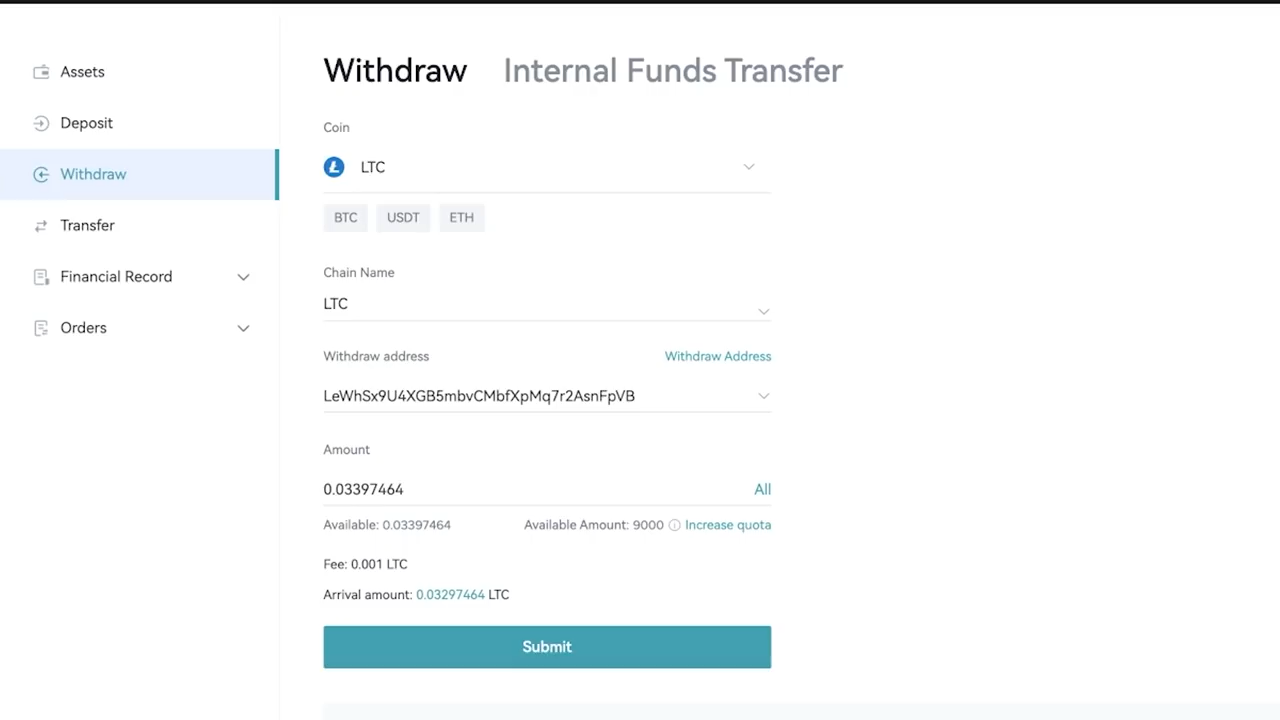 Assets
Deposit
Withdraw
Transfer
Financial Record
Orders
Withdraw Internal Funds Transfer
Coin
LTC
BTC USDT ETH
Chain Name
LTC
Withdraw address Withdraw Address
LeWhSx9U4XGB5mbvCMbfXpMq7r2AsnFpVB
Amount
0.03397464 All
Available: 0.03397464 Available Amount: 9000 Increase quota
Fee: 0.001 LTC
Arrival amount: 0.03297464 LTC
Submit